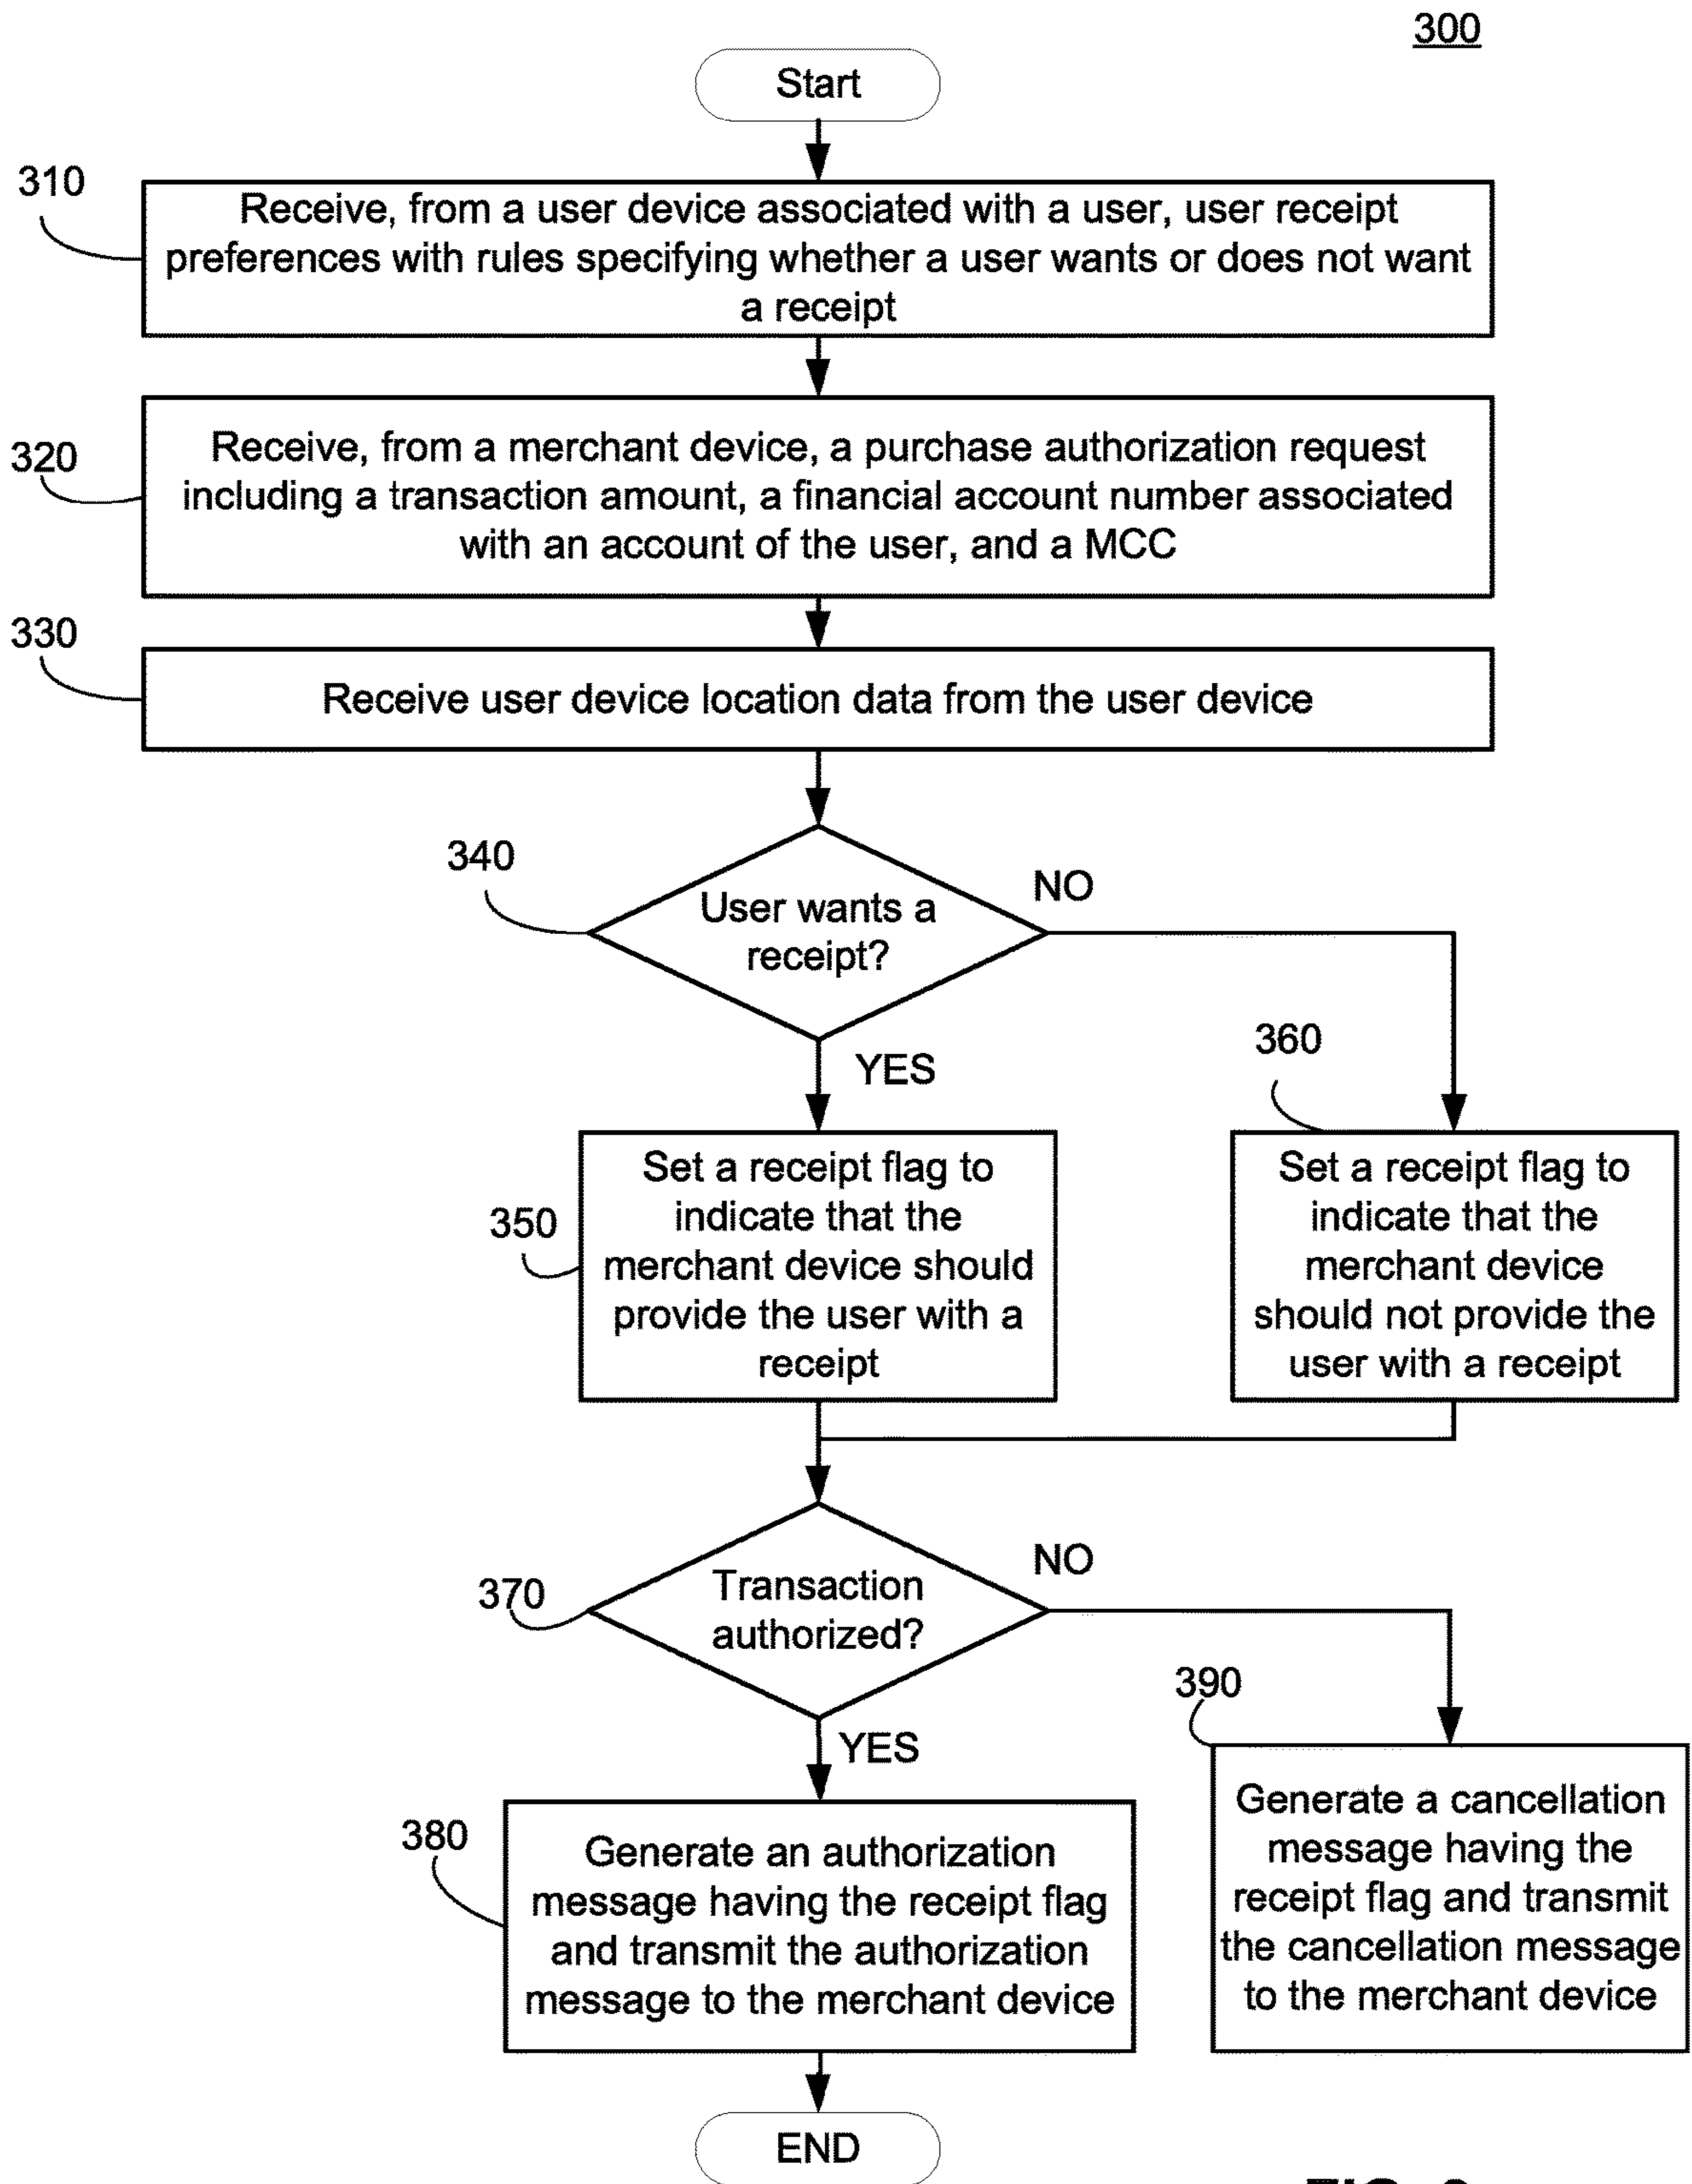 300
Start
310
Receive, from a user device associated with a user, user receipt
preferences with rules specifying whether a user wants or does not want
a receipt
320
Receive, from a merchant device, a purchase authorization request
including a transaction amount, a financial account number associated
with an account of the user, and a MCC
330
Receive user device location data from the user device
340
User wants a
receipt?
NO
YES
350
Set a receipt flag to
indicate that the
merchant device should
provide the user with a
receipt
360
Set a receipt flag to
indicate that the
merchant device
should not provide the
user with a receipt
370
Transaction
authorized?
NO
YES
380
Generate an authorization
message having the receipt flag
and transmit the authorization
message to the merchant device
390
Generate a cancellation
message having the
receipt flag and transmit
the cancellation message
to the merchant device
END